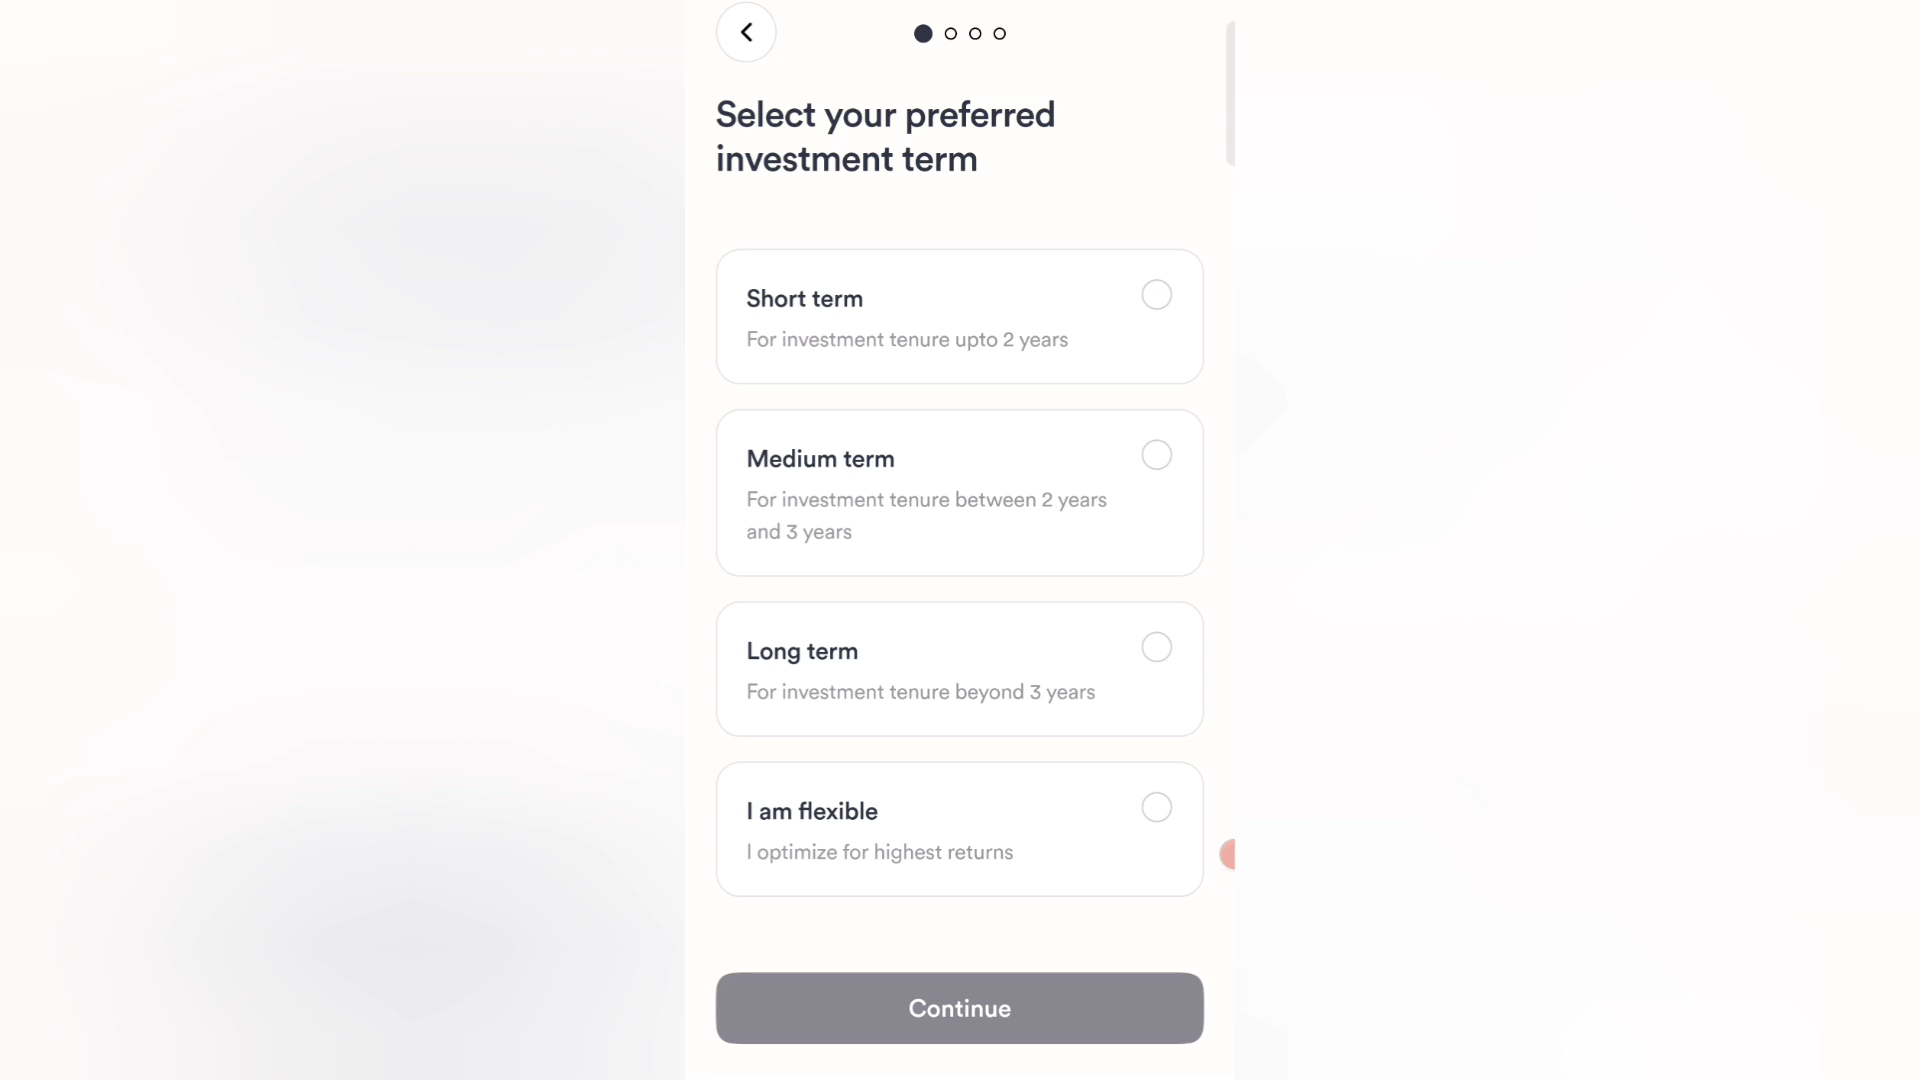 Select your preferred
investment term
Short term
For investment tenure upto 2 years
Medium term
For investment tenure between 2 years
and 3 years
Long term
For investment tenure beyond 3 years
I am flexible
I optimize for highest returns
Continue